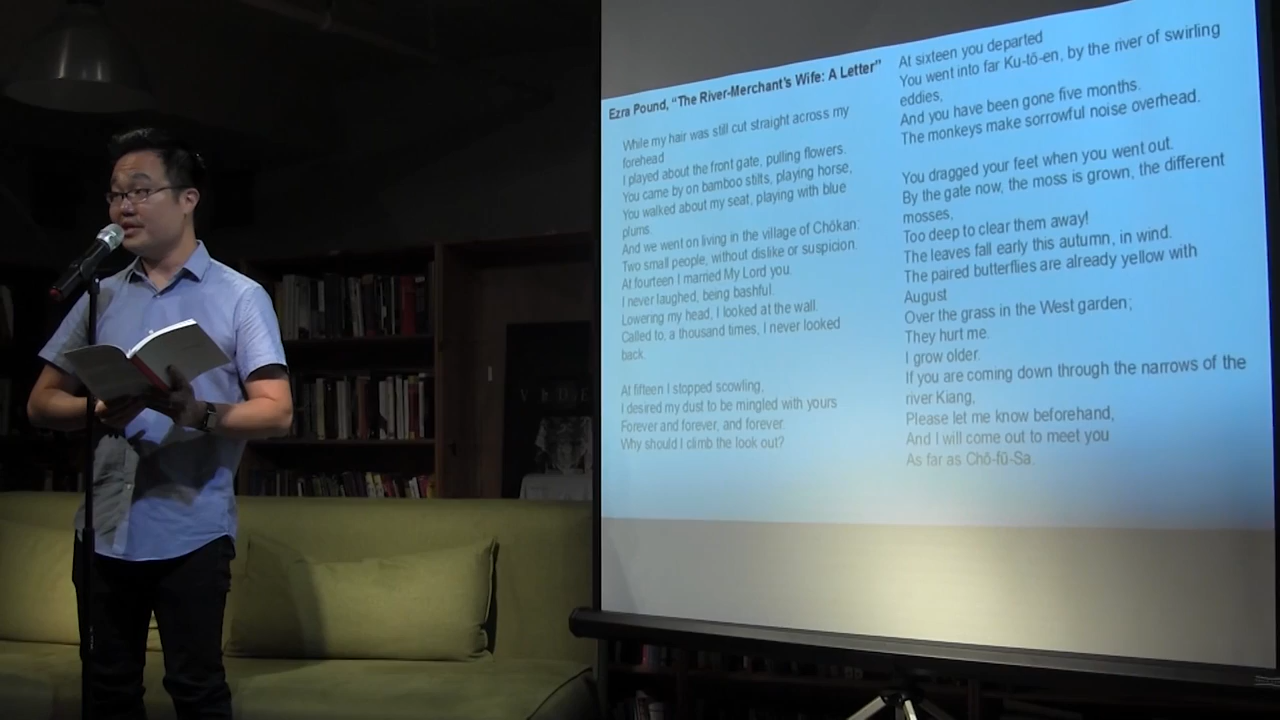 Ezra Pound, “The River-Merchant's Wife: A Letter”
While my hair was still cut straight across my
forehead
I played about the front gate, pulling flowers.
You came by on bamboo stilts, playing horse,
You walked about my seat, playing with blue
plums.
And we went on living in the village of Chōkan:
Two small people, without dislike or suspicion.
At fourteen I married My Lord you.
I never laughed, being bashful.
Lowering my head, I looked at the wall.
Called to, a thousand times, I never looked
back.
At fifteen I stopped scowling,
I desired my dust to be mingled with yours
Forever and forever, and forever.
Why should I climb the look out?
At sixteen you departed
You went into far Ku-tō-en, by the river of swirling
eddies,
And you have been gone five months.
The monkeys make sorrowful noise overhead.
You dragged your feet when you went out.
By the gate now, the moss is grown, the different
mosses,
Too deep to clear them away!
The leaves fall early this autumn, in wind.
The paired butterflies are already yellow with
August
Over the grass in the West garden;
They hurt me.
I grow older.
If you are coming down through the narrows of the
river Kiang,
Please let me know beforehand,
And I will come out to meet you
As far as Chō-fū-Sa.